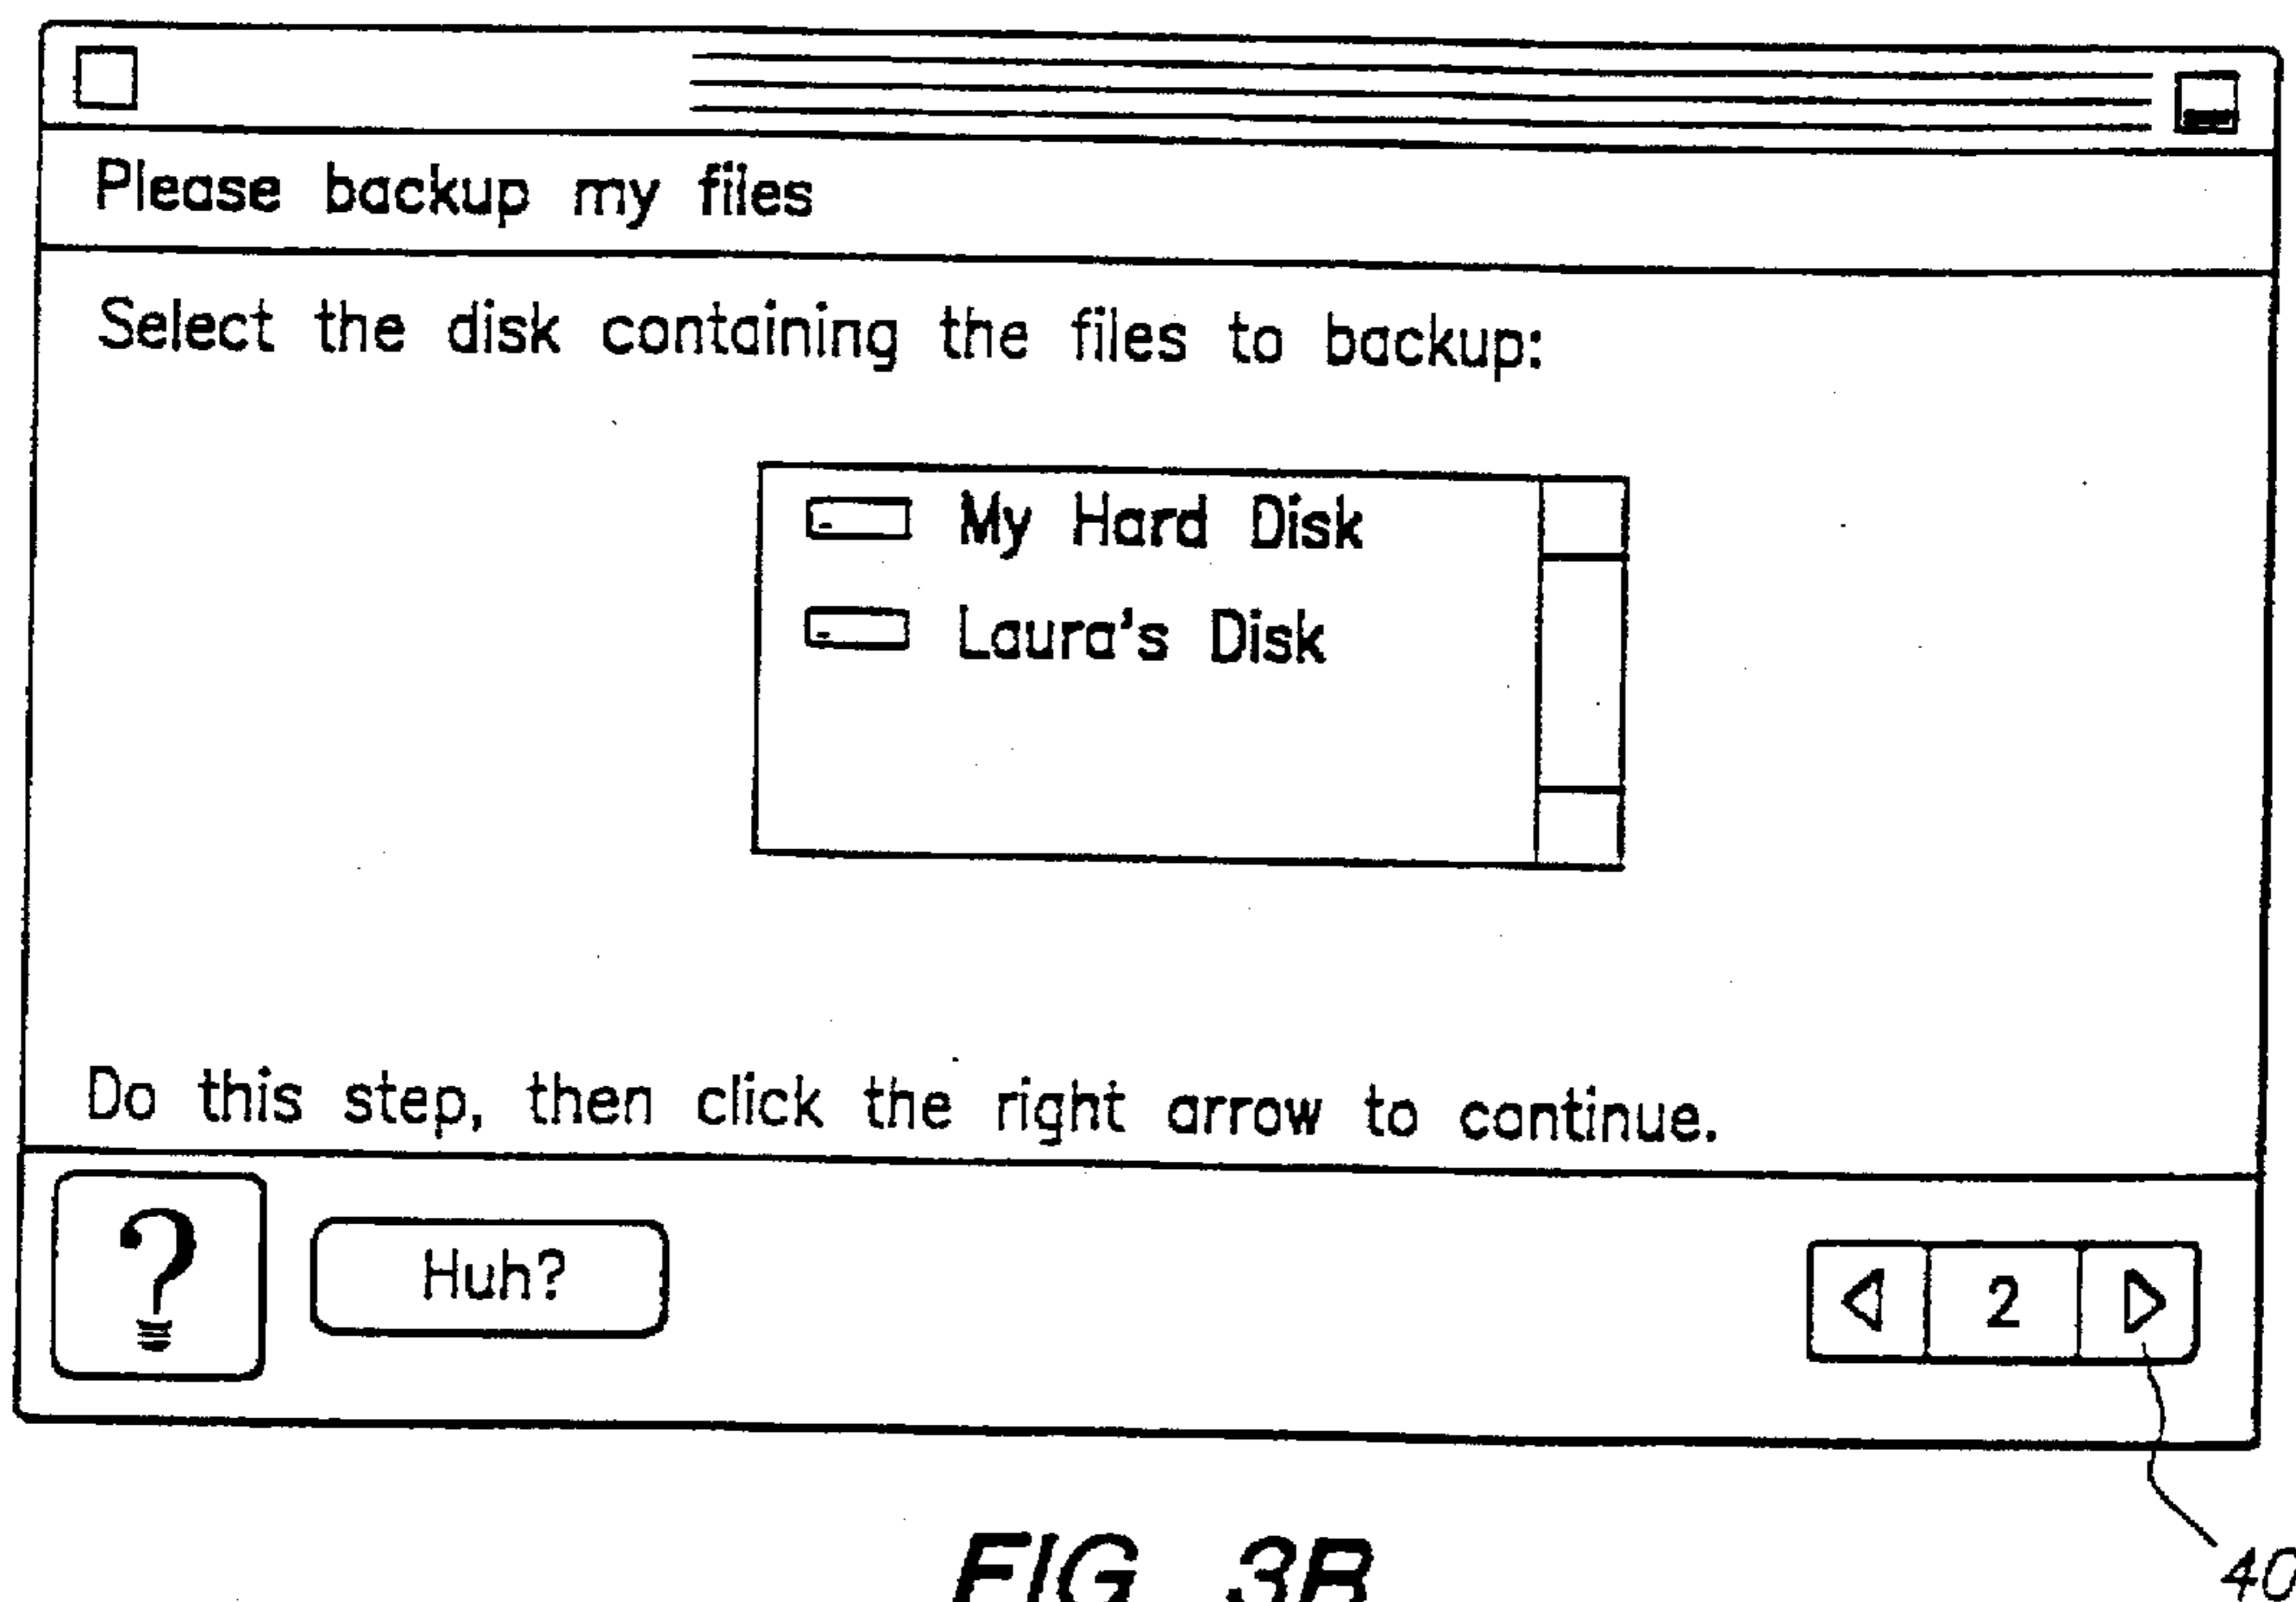 Please backup my files
Select the disk containing the files to backup:
My Hard Disk
Laura's Disk
Do this step, then click the right arrow to continue.
?
Huh?
2
40
FIG 3B